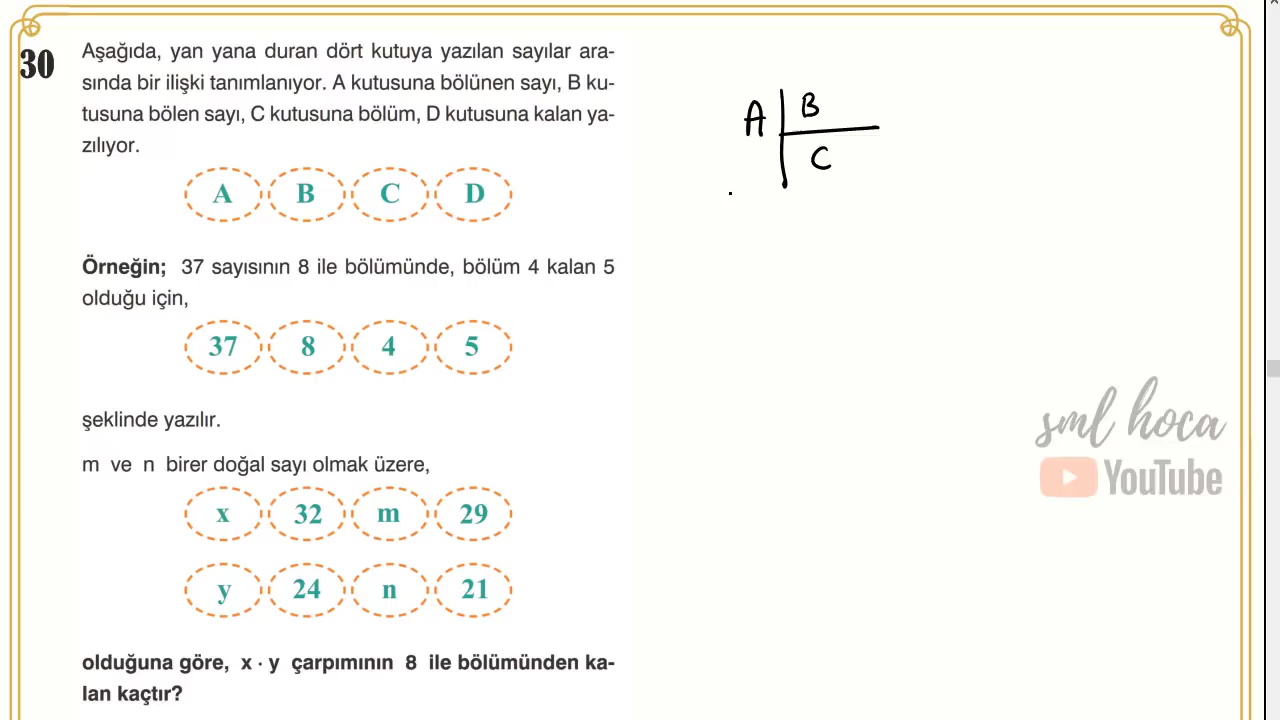 30
Aşağıda, yan yana duran dört kutuya yazılan sayılar ara-
sında bir ilişki tanımlanıyor. A kutusuna bölünen sayı, B ku-
tusuna bölen sayı, C kutusuna bölüm, D kutusuna kalan ya-
zılıyor.
A B C D
Örneğin; 37 sayısının 8 ile bölümünde, bölüm 4 kalan 5
olduğu için,
37 8 4 5
şeklinde yazılır.
m ve n birer doğal sayı olmak üzere,
x 32 m 29
y 24 n 21
olduğuna göre, x · y çarpımının 8 ile bölümünden ka-
lan kaçtır?
A B
C
sml hoca
YouTube